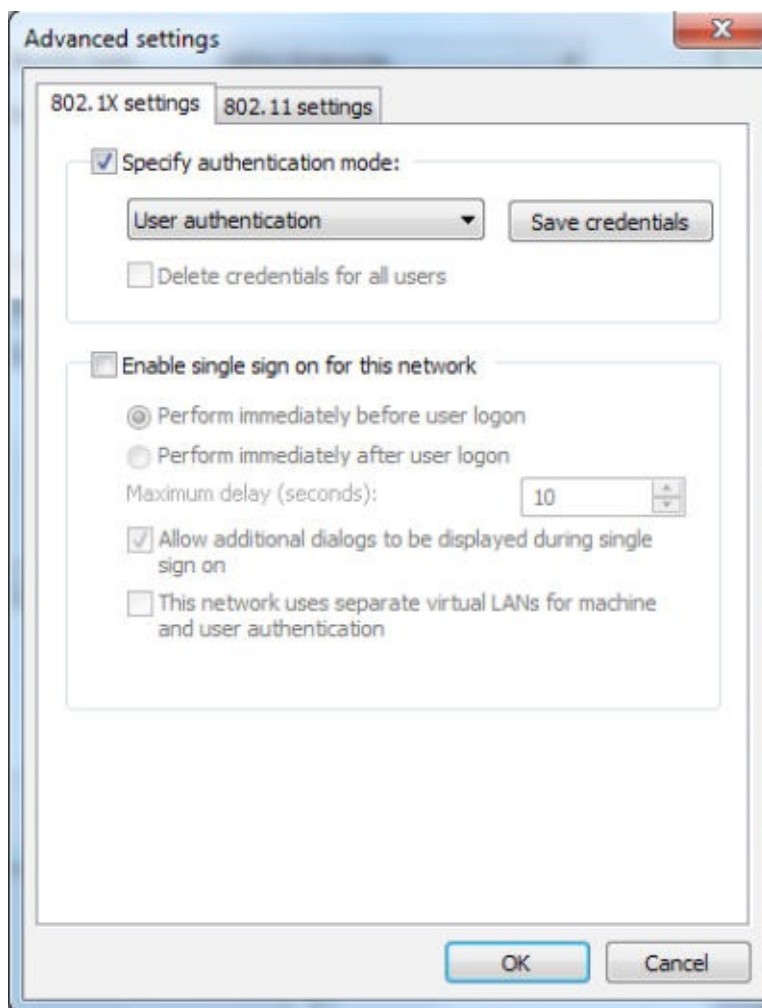 Advanced settings
802.1X settings
802.11 settings
Specify authentication mode:
User authentication
Save credentials
Delete credentials for all users
Enable single sign on for this network
Perform immediately before user logon
Perform immediately after user logon
Maximum delay (seconds):
10
Allow additional dialogs to be displayed during single
sign on
This network uses separate virtual LANs for machine
and user authentication
OK
Cancel